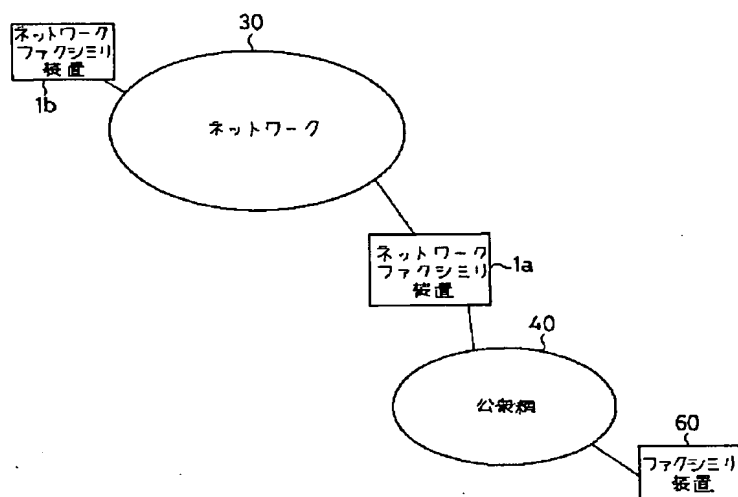 30
ネットワーク
ファクシミリ
装置
1b
ネットワーク
ネットワーク
ファクシミリ
装置
1a
40
公衆網
60
ファクシミリ
装置